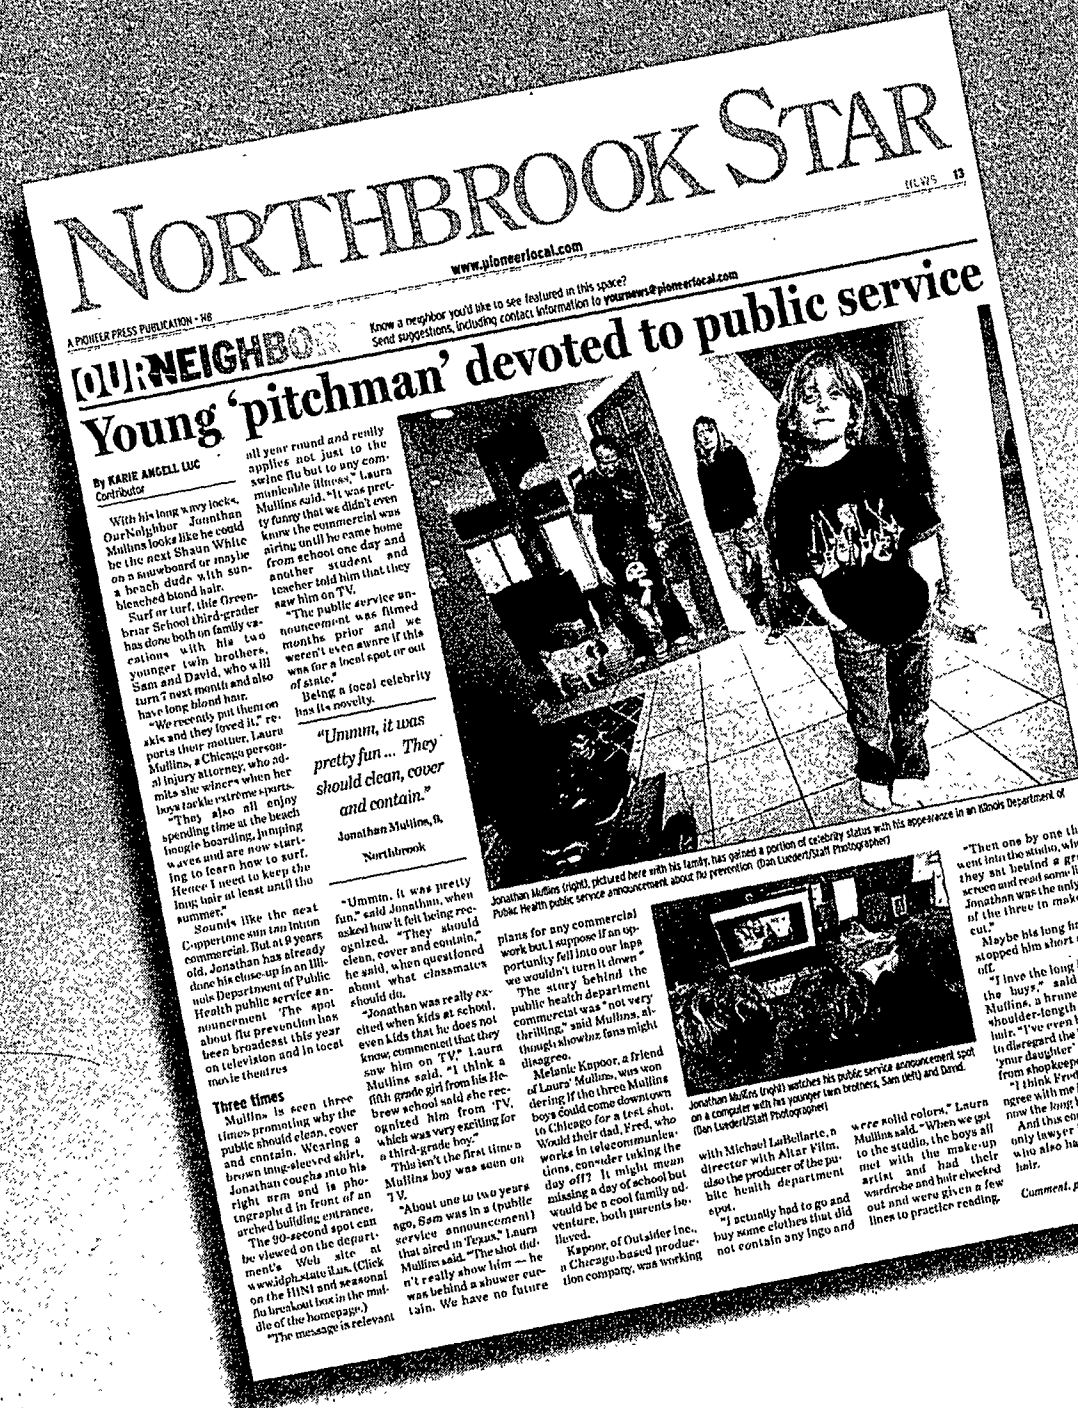 NORTHBROOK STAR
NEWS 13
www.pioneerlocal.com
A PIONEER PRESS PUBLICATION · NB
OURNEIGHBOR
Know a neighbor you'd like to see featured in this space?
Send suggestions, including contact information to yournews@pioneerlocal.com
Young 'pitchman' devoted to public service
By KARIE ANGELL LUC
Contributor
With his long wavy locks,
OurNeighbor Jonathan
Mullins looks like he could
be the next Shaun White
on a snowboard or maybe
a beach dude with sun-
bleached blond hair.
Surf or turf, this Green-
briar School third-grader
has done both on family va-
cations with his two
younger twin brothers,
Sam and David, who will
turn 7 next month and also
have long blond hair.
"We recently put them on
skis and they loved it," re-
ports their mother, Laura
Mullins, a Chicago person-
al injury attorney, who ad-
mits she winces when her
boys tackle extreme sports.
"They also all enjoy
spending time at the beach
boogie boarding, jumping
waves and are now start-
ing to learn how to surf.
Hence I need to keep the
long hair at least until the
summer."
Sounds like the next
Coppertone sun tan lotion
commercial. But at 9 years
old, Jonathan has already
done his close-up in an Illi-
nois Department of Public
Health public service an-
nouncement. The spot
about flu prevention has
been broadcast this year
on television and in local
movie theatres.
Three times
Mullins is seen three
times promoting why the
public should clean, cover
and contain. Wearing a
brown long-sleeved shirt,
Jonathan coughs into his
right arm and is pho-
tographed in front of an
arched building entrance.
The 90-second spot can
be viewed on the depart-
ment's Web site at
www.idph.state.il.us. (Click
on the H1N1 and seasonal
flu breakout box in the mid-
dle of the homepage.)
"The message is relevant
all year round and really
applies not just to the
swine flu but to any com-
municable illness," Laura
Mullins said. "It was pret-
ty funny that we didn't even
know the commercial was
airing until he came home
from school one day and
another student and
teacher told him that they
saw him on TV.
"The public service an-
nouncement was filmed
months prior and we
weren't even aware if this
was for a local spot or out
of state."
Being a local celebrity
has its novelty.
"Ummm, it was
pretty fun ... They
should clean, cover
and contain."
Jonathan Mullins, 9,
Northbrook
"Ummm, it was pretty
fun," said Jonathan, when
asked how it felt being rec-
ognized. "They should
clean, cover and contain,"
he said, when questioned
about what classmates
should do.
"Jonathan was really ex-
cited when kids at school,
even kids that he does not
know, commented that they
saw him on TV," Laura
Mullins said. "I think a
fifth grade girl from his He-
brew school said she rec-
ognized him from TV,
which was very exciting for
a third-grade boy."
This isn't the first time a
Mullins boy was seen on
TV.
"About one to two years
ago, Sam was in a (public
service announcement)
that aired in Texas," Laura
Mullins said. "The shot did-
n't really show him — he
was behind a shower cur-
tain. We have no future
Jonathan Mullins (right), pictured here with his family, has gained a portion of celebrity status with his appearance in an Illinois Department of
Public Health public service announcement about flu prevention. (Dan Luedert/Staff Photographer)
plans for any commercial
work but I suppose if an op-
portunity fell into our laps
we wouldn't turn it down."
The story behind the
public health department
commercial was "not very
thrilling," said Mullins, al-
though showbiz fans might
disagree.
Melanie Kapoor, a friend
of Laura Mullins, was won
dering if the three Mullins
boys could come downtown
to Chicago for a test shot.
Would their dad, Fred, who
works in telecommunica-
tions, consider taking the
day off? It might mean
missing a day of school but
would be a cool family ad-
venture, both parents be-
lieved.
Kapoor, of Outsider Inc.,
a Chicago-based produc-
tion company, was working
Jonathan Mullins (right) watches his public service announcement spot
on a computer with his younger twin brothers, Sam (left) and David.
(Dan Luedert/Staff Photographer)
with Michael LaBellarte, a
director with Altar Film,
also the producer of the pu-
blic health department
spot.
"I actually had to go and
buy some clothes that did
not contain any logo and
were solid colors," Laura
Mullins said. "When we got
to the studio, the boys all
met with the make-up
artist and had their
wardrobe and hair checked
out and were given a few
lines to practice reading.
"Then one by one th
went into the studio, wh
they sat behind a gr
screen and read some li
Jonathan was the only
of the three to make
cut."
Maybe his long ha
stopped him short
off.
"I love the long
the boys," said
Mullins, a brune
shoulder-length
hair. "I've even
to disregard the
'your daughter'
from shopkeep
"I think Fred
agree with me
now the long
And this co
only lawyer
who also ha
hair.
Comment, p